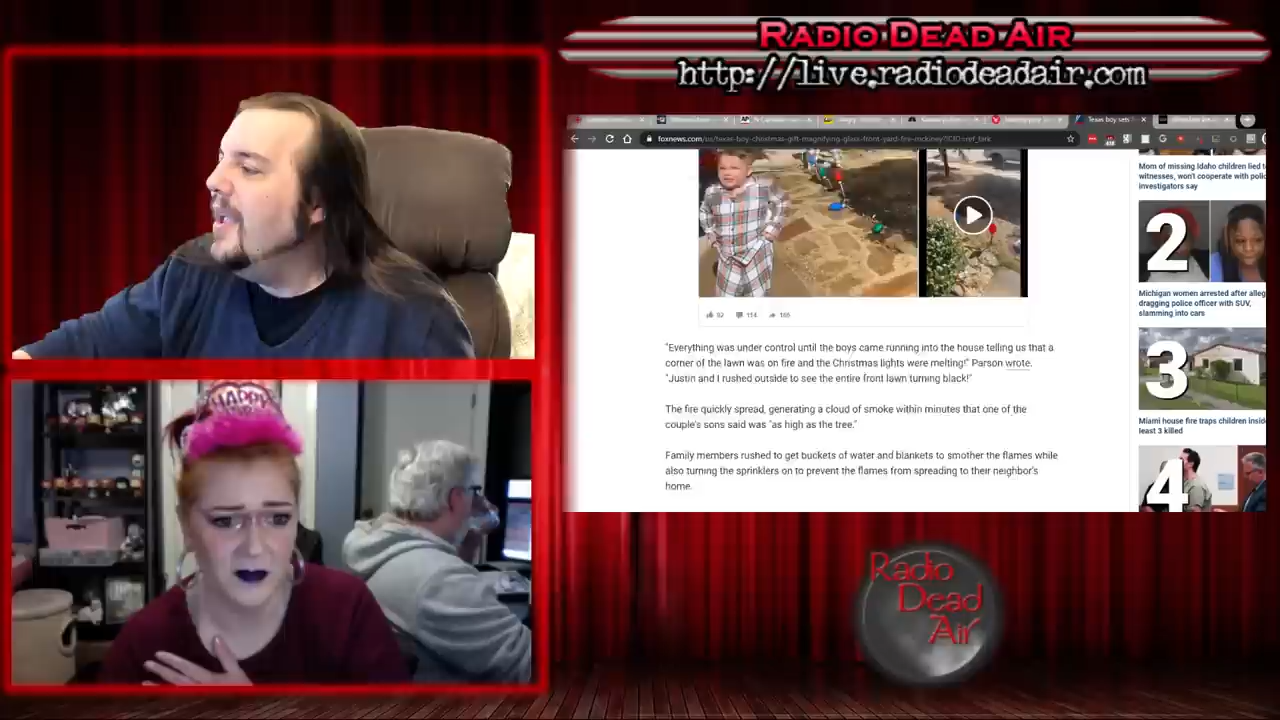 RADIO DEAD AIR
http://live.radiodeadair.com
Texas boy sets
foxnews.com/us/texas-boy-christmas-gift-magnifying-glass-front-yard-fire-mckiney
Mom of missing Idaho children lied to
witnesses, won't cooperate with
investigators say
2
Michigan women arrested after
dragging police officer with SUV,
slamming into cars
3
Miami house fire traps children
least 3 killed
4
"Everything was under control until the boys came running into the house telling us that a
corner of the lawn was on fire and the Christmas lights were melting!" Parson wrote.
"Justin and I rushed outside to see the entire front lawn turning black!"
The fire quickly spread, generating a cloud of smoke within minutes that one of the
couple's sons said was "as high as the tree."
Family members rushed to get buckets of water and blankets to smother the flames while
also turning the sprinklers on to prevent the flames from spreading to their neighbor's
home.
HAPPY
Radio
Dead
Air